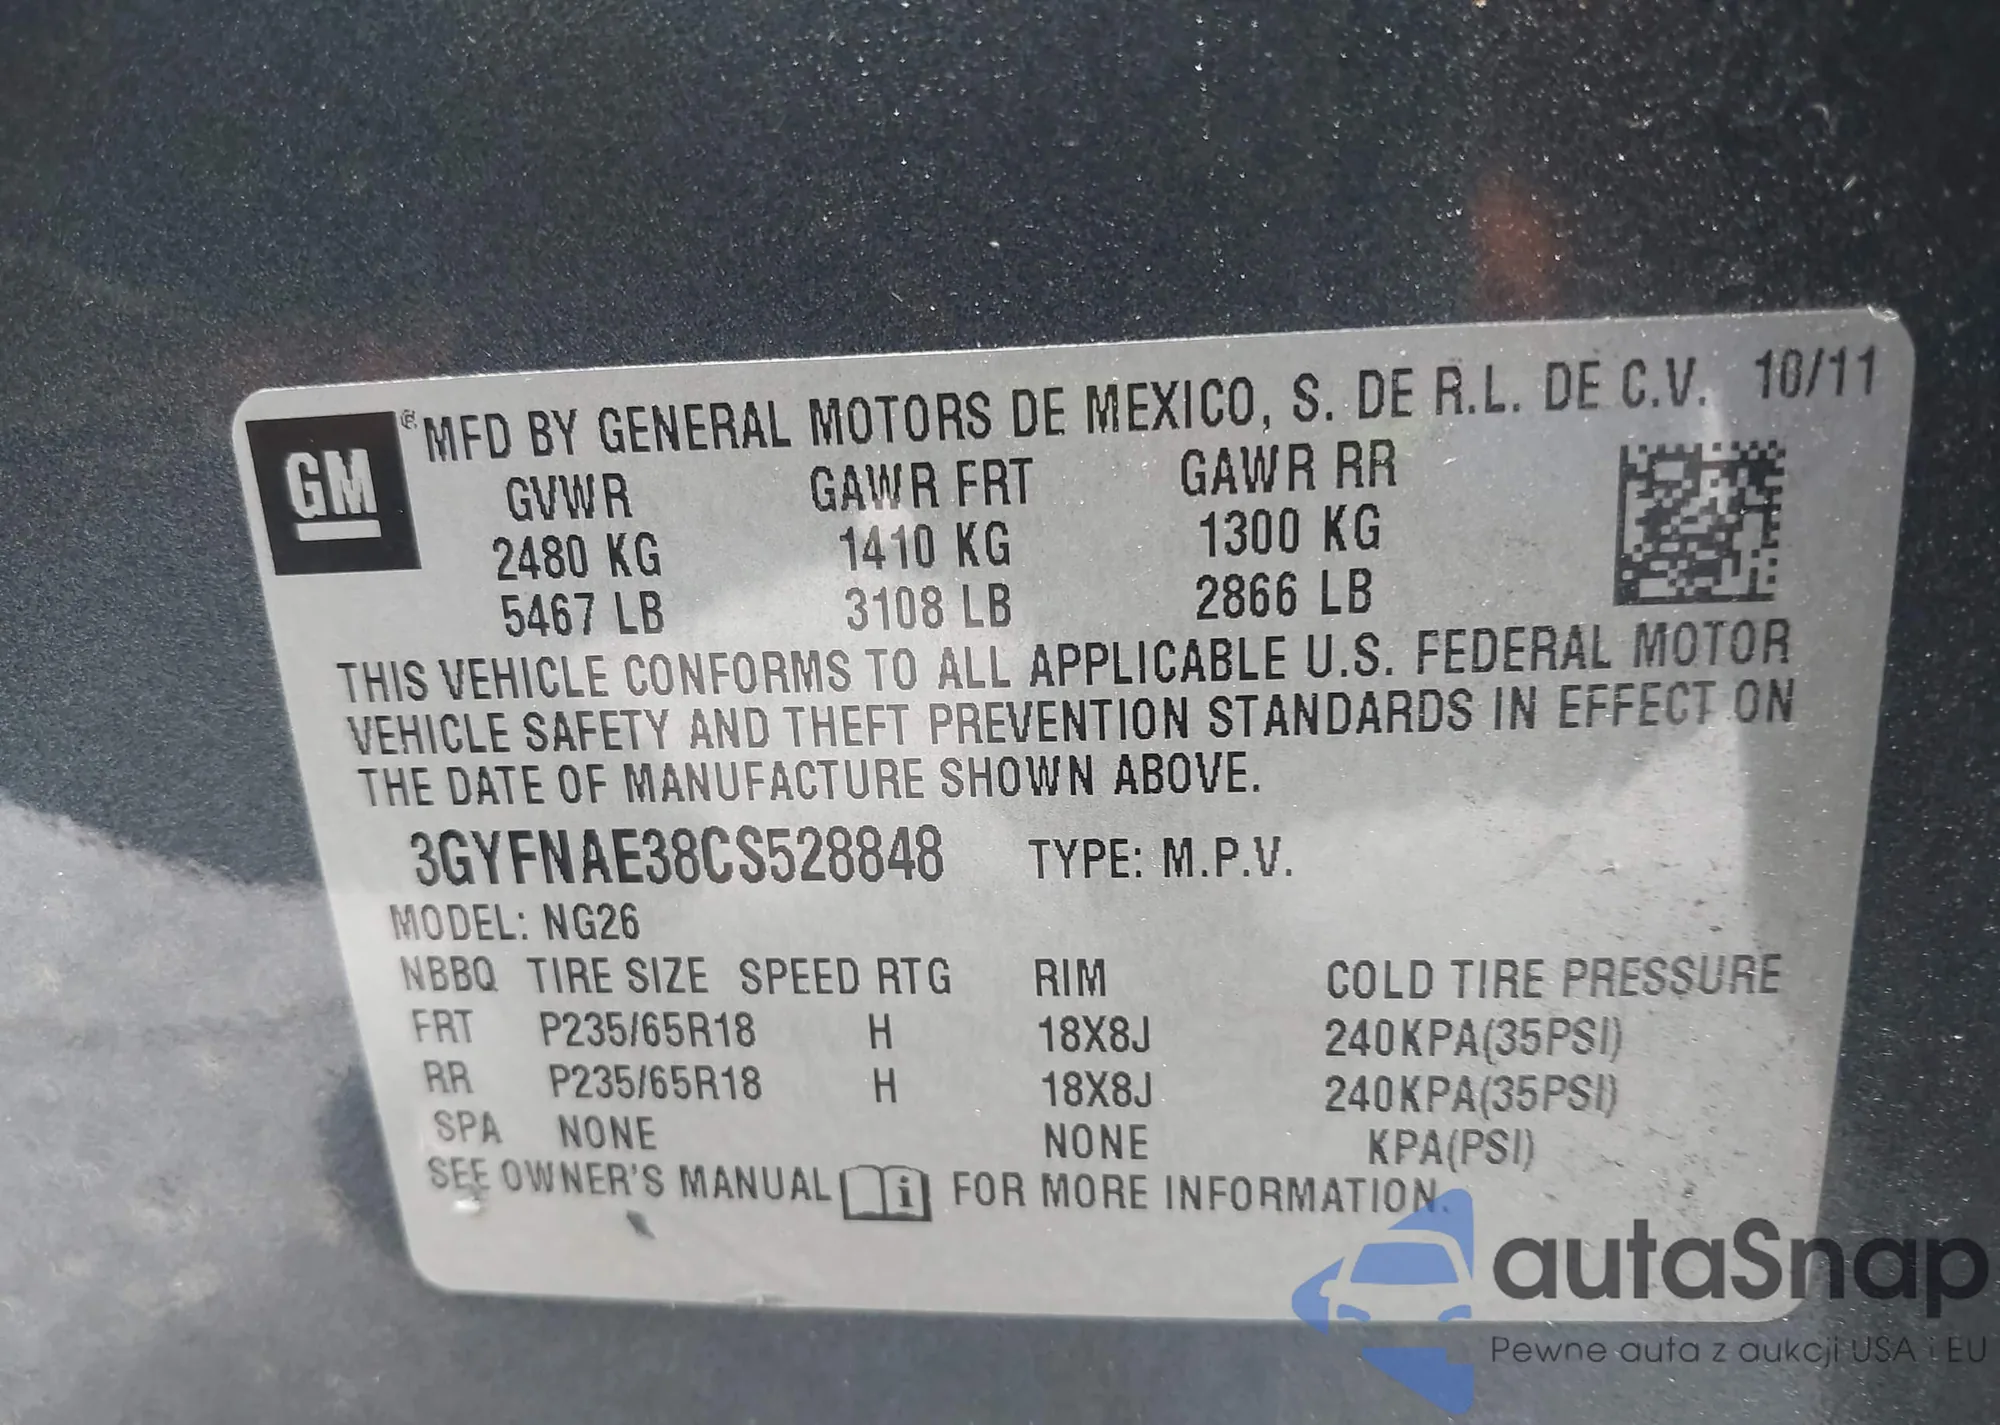 GM
® MFD BY GENERAL MOTORS DE MEXICO, S. DE R.L. DE C.V. 10/11
GVWR GAWR FRT GAWR RR
2480 KG 1410 KG 1300 KG
5467 LB 3108 LB 2866 LB
THIS VEHICLE CONFORMS TO ALL APPLICABLE U.S. FEDERAL MOTOR
VEHICLE SAFETY AND THEFT PREVENTION STANDARDS IN EFFECT ON
THE DATE OF MANUFACTURE SHOWN ABOVE.
3GYFNAE38CS528848 TYPE: M.P.V.
MODEL: NG26
NBBQ TIRE SIZE SPEED RTG RIM COLD TIRE PRESSURE
FRT P235/65R18 H 18X8J 240KPA(35PSI)
RR P235/65R18 H 18X8J 240KPA(35PSI)
SPA NONE NONE KPA(PSI)
SEE OWNER'S MANUAL i FOR MORE INFORMATION.
autaSnap
Pewne auta z aukcji USA i EU